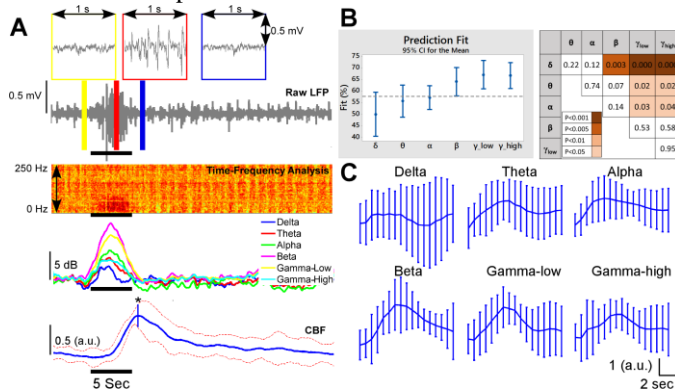 A
1 s
1 s
1 s
0.5 mV
0.5 mV
Raw LFP
250 Hz
Time-Frequency Analysis
0 Hz
5 dB
Delta
Theta
Alpha
Beta
Gamma-Low
Gamma-High
*
0.5 (a.u.)
CBF
5 Sec
B
Prediction Fit
95% CI for the Mean
Fit (%)
75
70
65
60
55
50
45
40
δ θ α β γ_low γ_high
θ α β γlow γhigh
δ 0.22 0.12 0.003 0.000
θ 0.74 0.07 0.02 0.02
α 0.14 0.03 0.04
β 0.53 0.58
γlow 0.95
P<0.001
P<0.005
P<0.01
P<0.05
C
Delta Theta Alpha
Beta Gamma-low Gamma-high
1 (a.u.)
2 sec